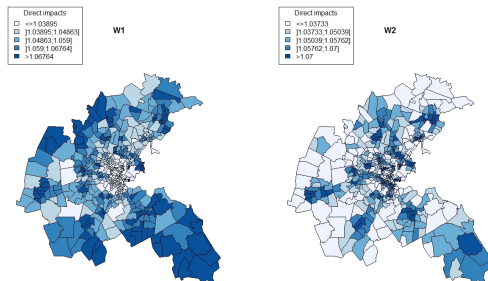 Direct impacts
<=1.03895
]1.03895;1.04863]
]1.04863;1.059]
]1.059;1.06764]
>1.06764
W1
Direct impacts
<=1.03733
]1.03733;1.05039]
]1.05039;1.05762]
]1.05762;1.07]
>1.07
W2